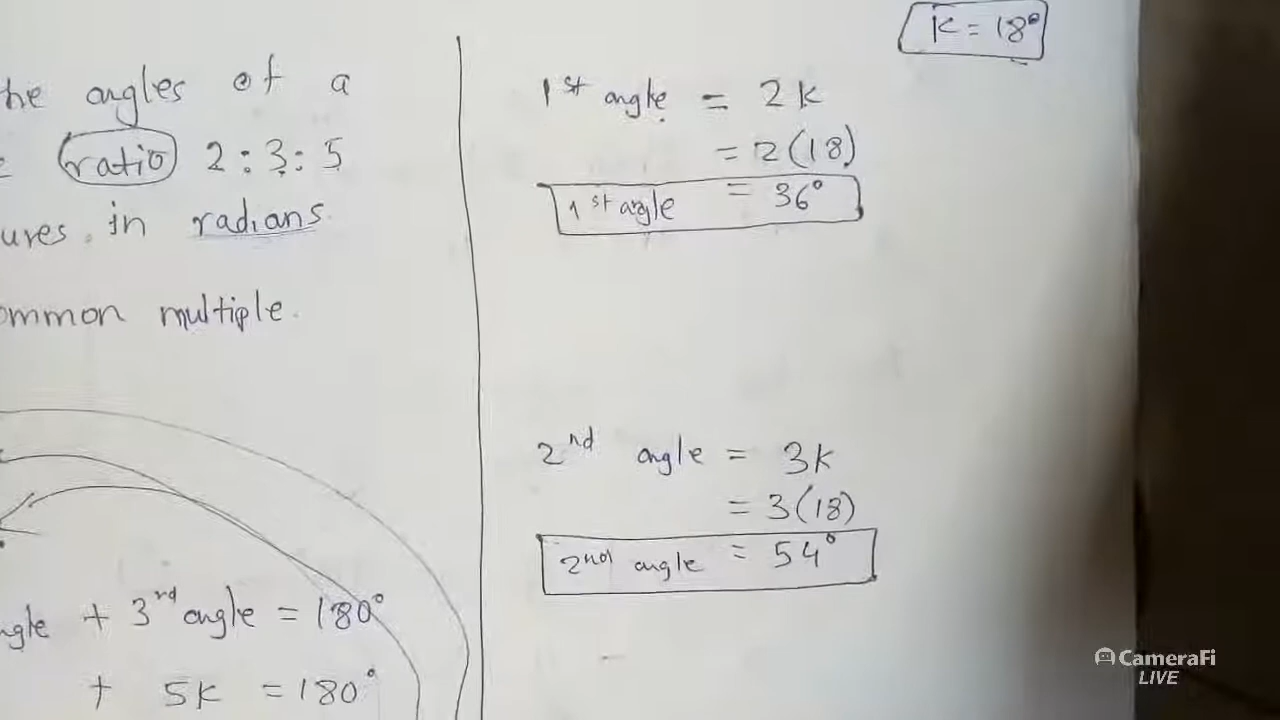 he angles of a
ratio 2:3:5
ures in radians.
ommon multiple.
ngle + 3rd angle = 180°
+ 5k = 180°
k = 18°
1st angle = 2k
= 2(18)
1st angle = 36°
2nd angle = 3k
= 3(18)
2nd angle = 54°
CameraFi
LIVE